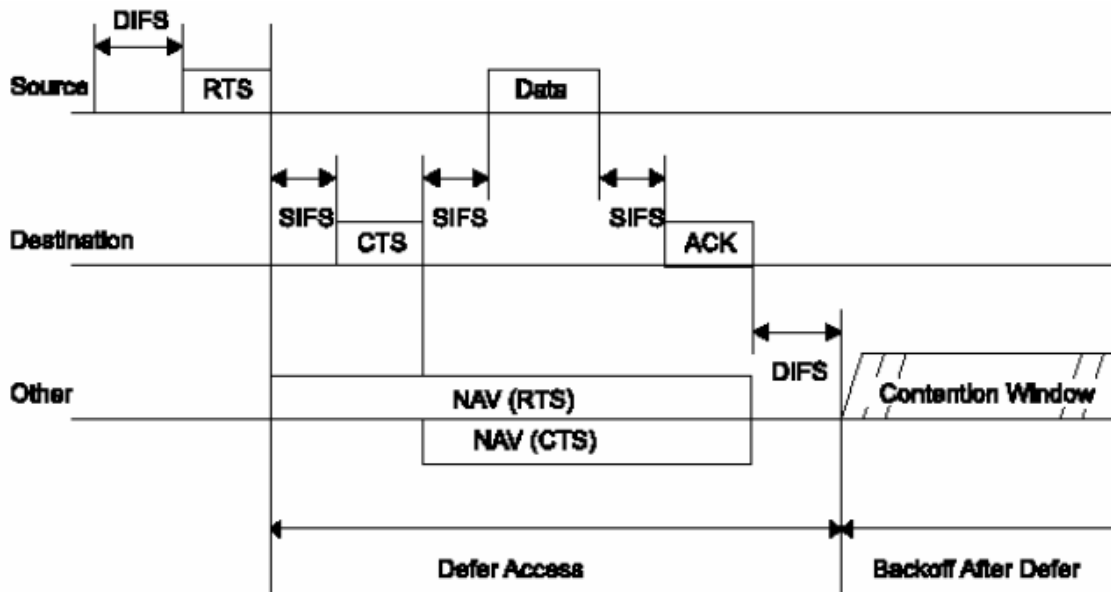 DIFS
Source
RTS
Data
SIFS
SIFS
SIFS
Destination
CTS
ACK
DIFS
Other
NAV (RTS)
Contention Window
NAV (CTS)
Defer Access
Backoff After Defer